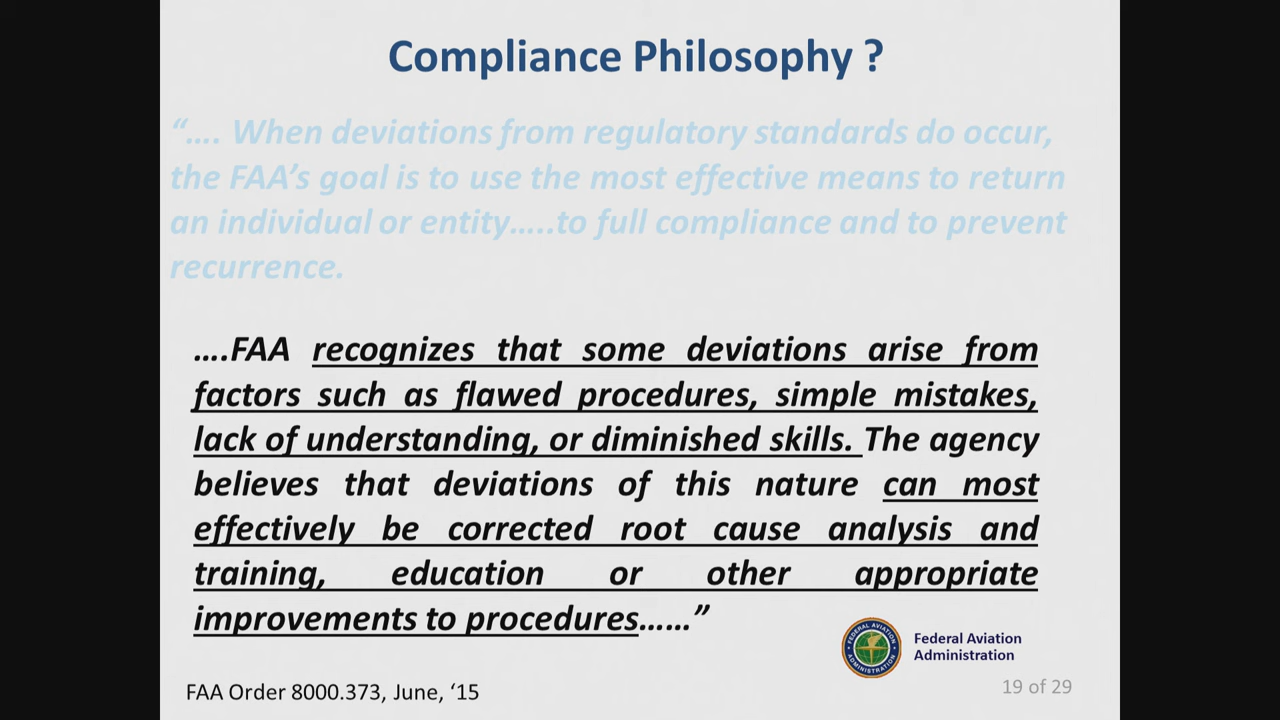 Compliance Philosophy ?
“…. When deviations from regulatory standards do occur,
the FAA’s goal is to use the most effective means to return
an individual or entity…..to full compliance and to prevent
recurrence.
….FAA recognizes that some deviations arise from
factors such as flawed procedures, simple mistakes,
lack of understanding, or diminished skills. The agency
believes that deviations of this nature can most
effectively be corrected root cause analysis and
training, education or other appropriate
improvements to procedures……”
FEDERAL AVIATION
ADMINISTRATION
Federal Aviation
Administration
19 of 29
FAA Order 8000.373, June, ‘15